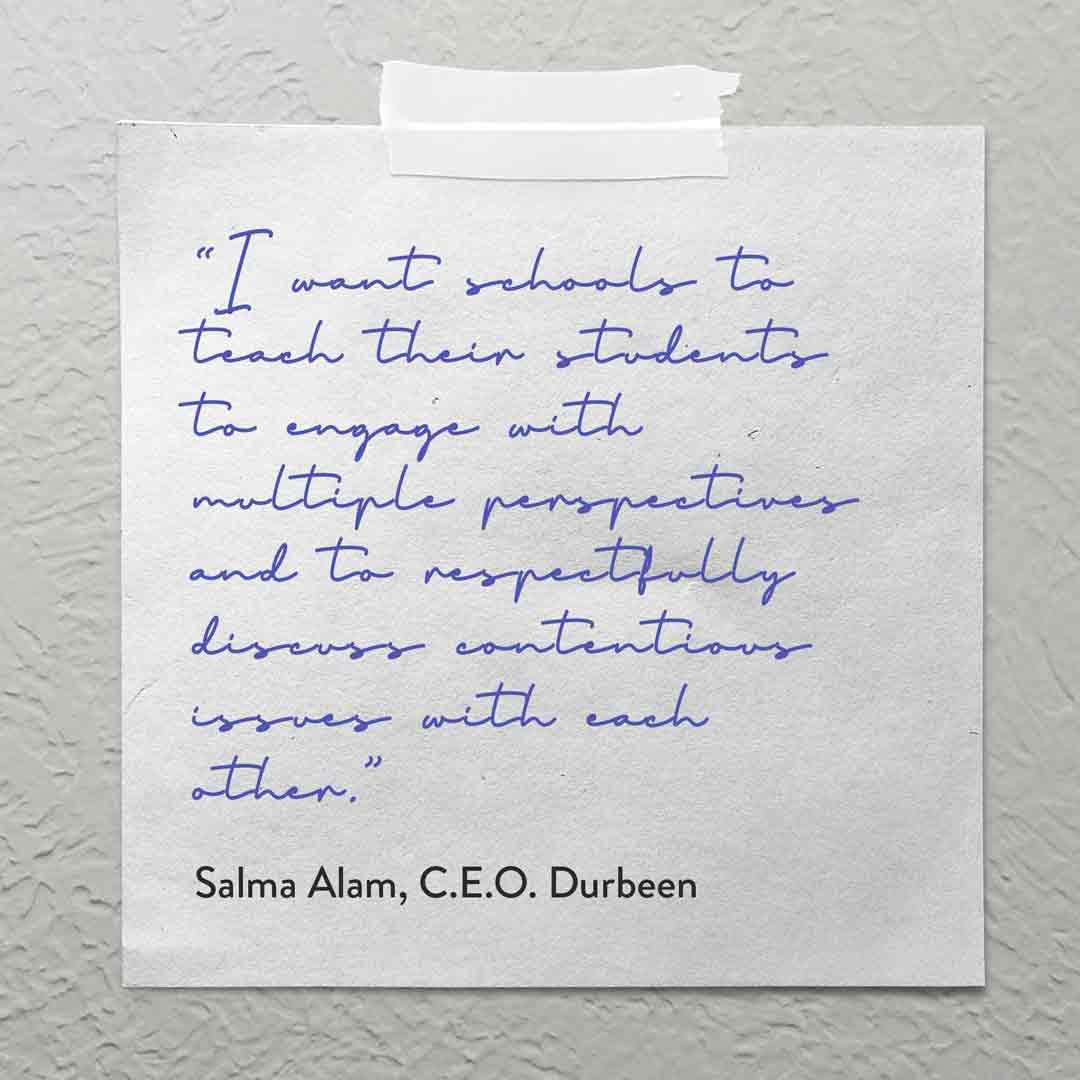 “I want schools to
teach their students
to engage with
multiple perspectives
and to respectfully
discuss contentious
issues with each
other.”
Salma Alam, C.E.O. Durbeen